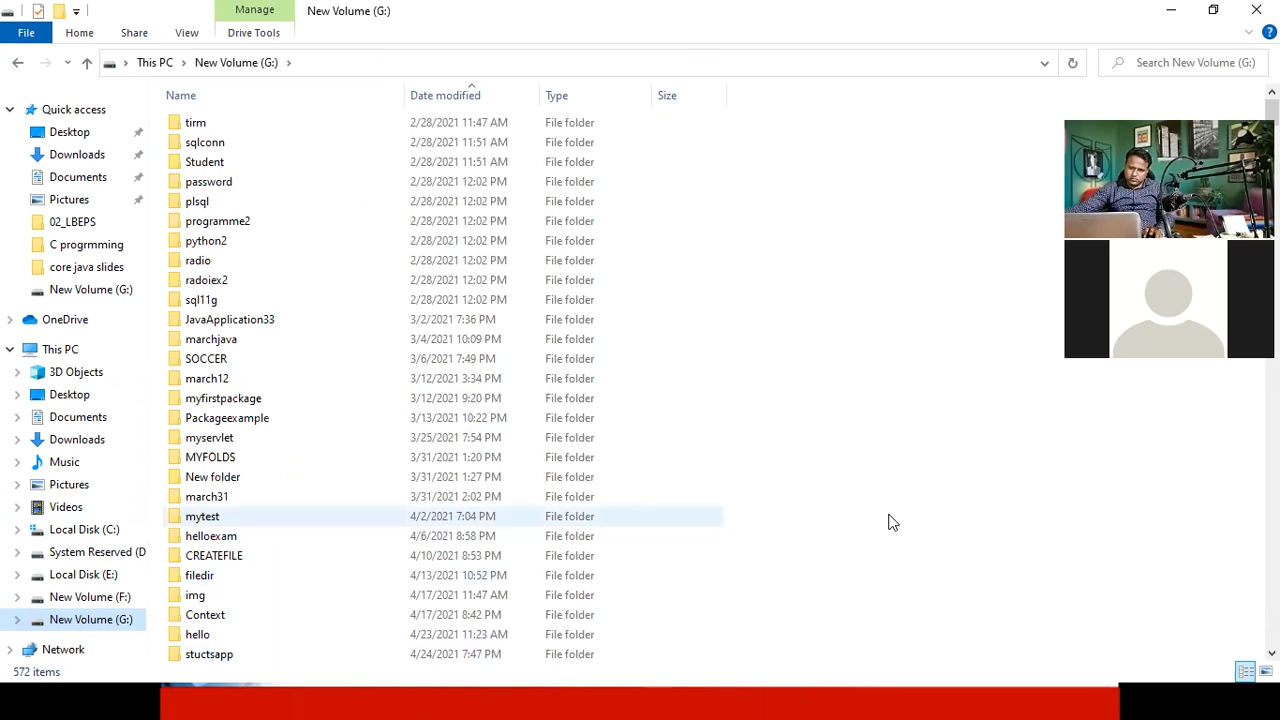 Manage
New Volume (G:)
File
Home
Share
View
Drive Tools
This PC
New Volume (G:)
Search New Volume (G:)
Name
Date modified
Type
Size
Quick access
Desktop
Downloads
Documents
Pictures
02_LBEPS
C progrmming
core java slides
New Volume (G:)
OneDrive
This PC
3D Objects
Desktop
Documents
Downloads
Music
Pictures
Videos
Local Disk (C:)
System Reserved (D
Local Disk (E:)
New Volume (F:)
New Volume (G:)
Network
tirm 2/28/2021 11:47 AM File folder
sqlconn 2/28/2021 11:51 AM File folder
Student 2/28/2021 11:51 AM File folder
password 2/28/2021 12:02 PM File folder
plsql 2/28/2021 12:02 PM File folder
programme2 2/28/2021 12:02 PM File folder
python2 2/28/2021 12:02 PM File folder
radio 2/28/2021 12:02 PM File folder
radoiex2 2/28/2021 12:02 PM File folder
sql11g 2/28/2021 12:02 PM File folder
JavaApplication33 3/2/2021 7:36 PM File folder
marchjava 3/4/2021 10:09 PM File folder
SOCCER 3/6/2021 7:49 PM File folder
march12 3/12/2021 3:34 PM File folder
myfirstpackage 3/12/2021 9:20 PM File folder
Packageexample 3/13/2021 10:22 PM File folder
myservlet 3/25/2021 7:54 PM File folder
MYFOLDS 3/31/2021 1:20 PM File folder
New folder 3/31/2021 1:27 PM File folder
march31 3/31/2021 2:02 PM File folder
mytest 4/2/2021 7:04 PM File folder
helloexam 4/6/2021 8:58 PM File folder
CREATEFILE 4/10/2021 8:53 PM File folder
filedir 4/13/2021 10:52 PM File folder
img 4/17/2021 11:47 AM File folder
Context 4/17/2021 8:42 PM File folder
hello 4/23/2021 11:23 AM File folder
stuctsapp 4/24/2021 7:47 PM File folder
572 items